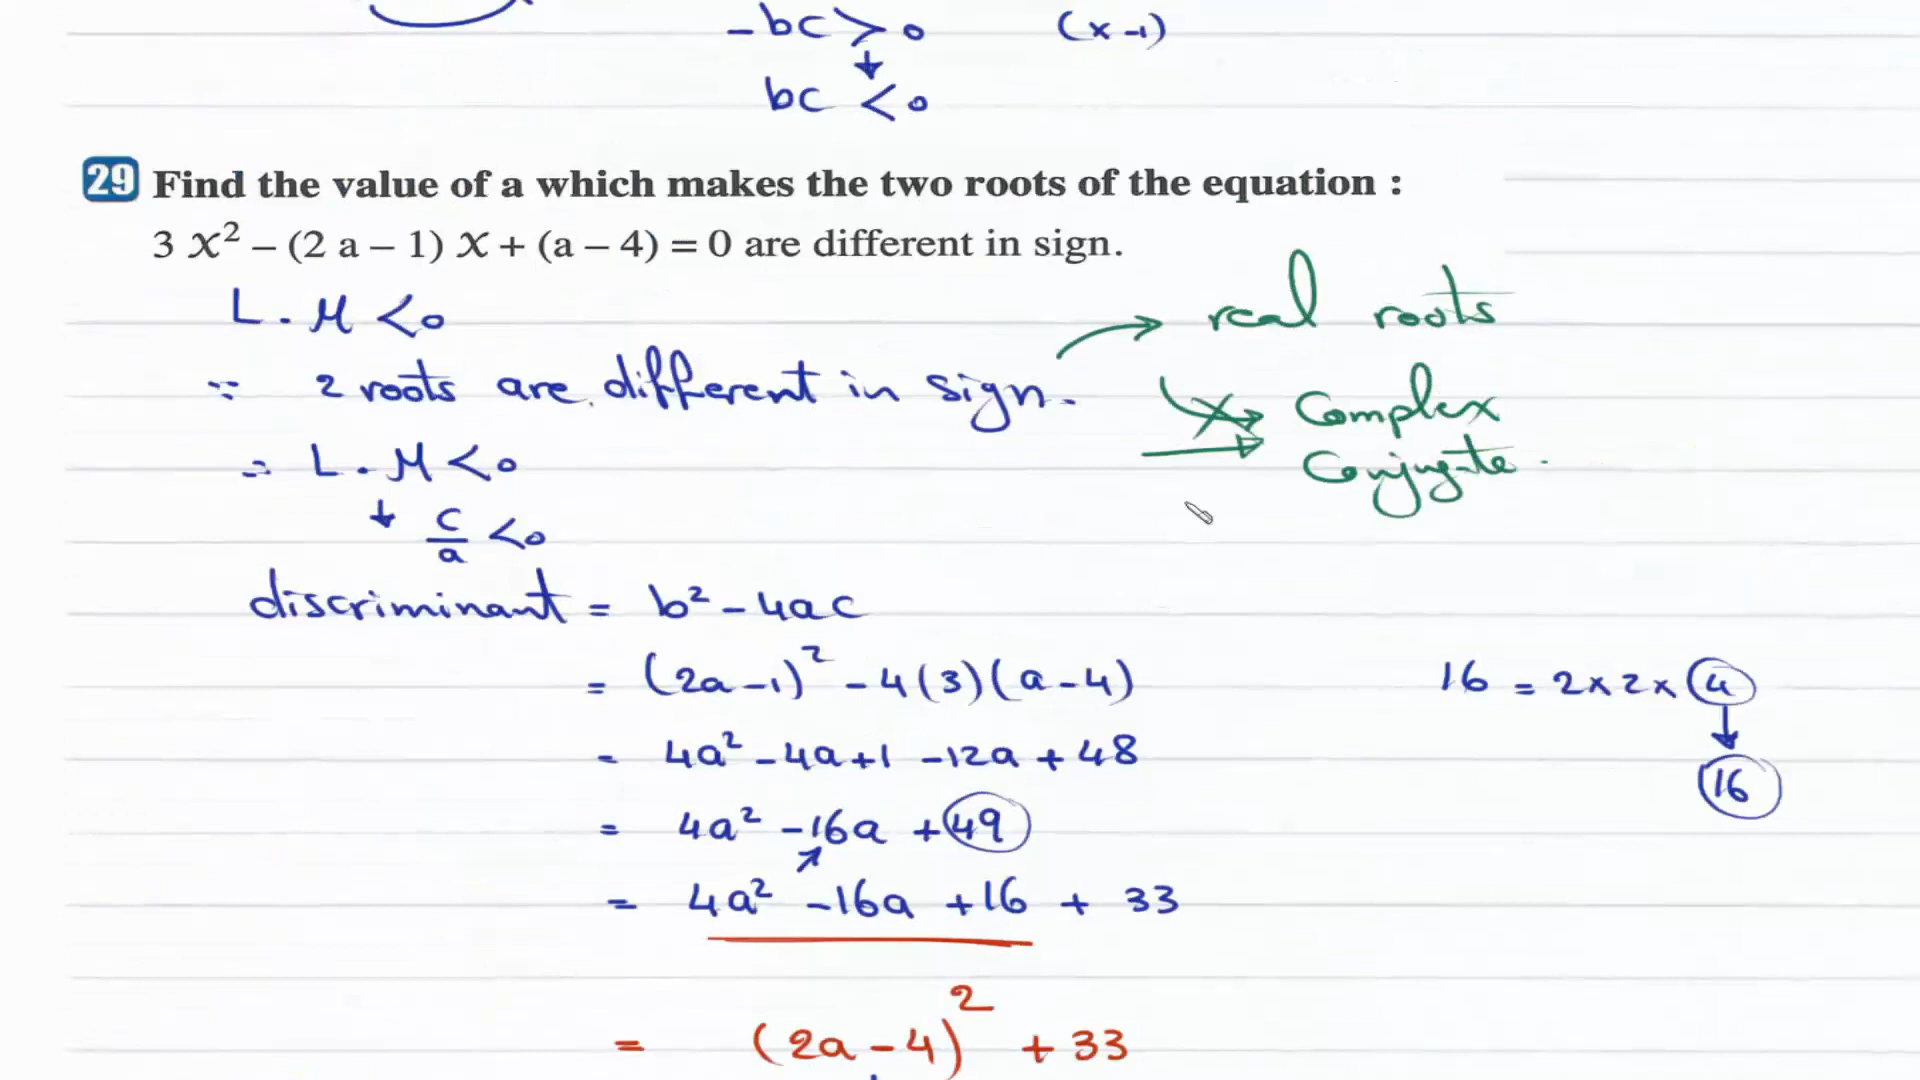 -bc > 0 (x-1)
↓
bc < 0
29 Find the value of a which makes the two roots of the equation :
3 x² – (2 a – 1) x + (a – 4) = 0 are different in sign.
L . M < 0
→ real roots
∵ 2 roots are different in sign.
Complex
Conjugate.
∴ L . M < 0
↓ c/a < 0
discriminant = b² - 4ac
= (2a-1)² - 4(3)(a-4)
16 = 2×2×4
↓
16
= 4a² - 4a + 1 - 12a + 48
= 4a² - 16a + 49
= 4a² - 16a + 16 + 33
= (2a-4)² + 33